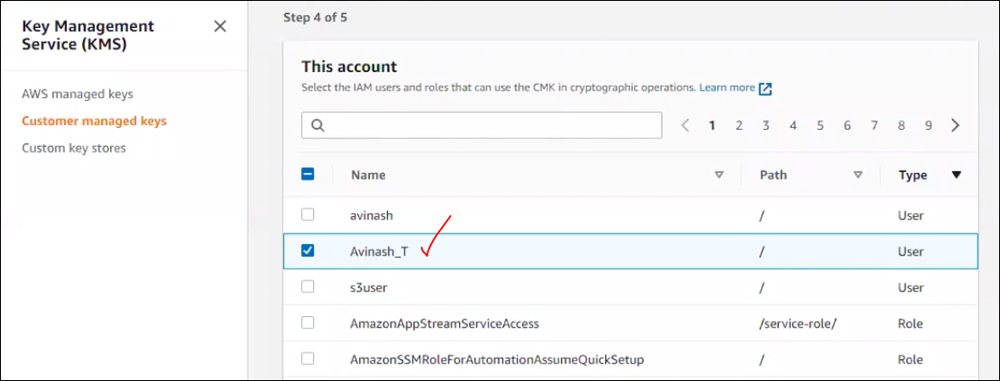 Key Management
Service (KMS)
AWS managed keys
Customer managed keys
Custom key stores
Step 4 of 5
This account
Select the IAM users and roles that can use the CMK in cryptographic operations. Learn more
1 2 3 4 5 6 7 8 9
Name Path Type
avinash / User
Avinash_T / User
s3user / User
AmazonAppStreamServiceAccess /service-role/ Role
AmazonSSMRoleForAutomationAssumeQuickSetup / Role